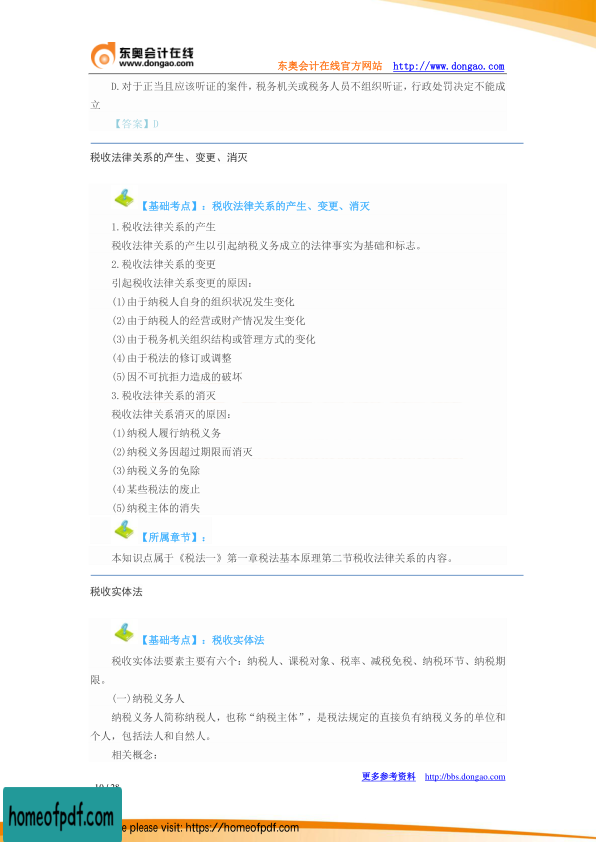 东奥会计在线
www.dongao.com
东奥会计在线官方网站 http://www.dongao.com
D.对于正当且应该听证的案件，税务机关或税务人员不组织听证，行政处罚决定不能成
立
【答案】D
税收法律关系的产生、变更、消灭
【基础考点】：税收法律关系的产生、变更、消灭
1.税收法律关系的产生
税收法律关系的产生以引起纳税义务成立的法律事实为基础和标志。
2.税收法律关系的变更
引起税收法律关系变更的原因：
(1)由于纳税人自身的组织状况发生变化
(2)由于纳税人的经营或财产情况发生变化
(3)由于税务机关组织结构或管理方式的变化
(4)由于税法的修订或调整
(5)因不可抗拒力造成的破坏
3.税收法律关系的消灭
税收法律关系消灭的原因：
(1)纳税人履行纳税义务
(2)纳税义务因超过期限而消灭
(3)纳税义务的免除
(4)某些税法的废止
(5)纳税主体的消失
【所属章节】：
本知识点属于《税法一》第一章税法基本原理第二节税收法律关系的内容。
税收实体法
【基础考点】：税收实体法
税收实体法要素主要有六个：纳税人、课税对象、税率、减税免税、纳税环节、纳税期
限。
(一)纳税义务人
纳税义务人简称纳税人，也称“纳税主体”，是税法规定的直接负有纳税义务的单位和
个人，包括法人和自然人。
相关概念：
更多参考资料 http://bbs.dongao.com
homeofpdf.com
please visit: https://homeofpdf.com